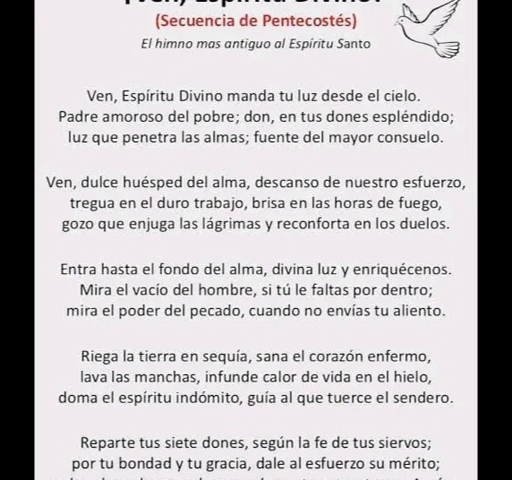 (Secuencia de Pentecostés)
El himno mas antiguo al Espíritu Santo
Ven, Espíritu Divino manda tu luz desde el cielo.
Padre amoroso del pobre; don, en tus dones espléndido;
luz que penetra las almas; fuente del mayor consuelo.
Ven, dulce huésped del alma, descanso de nuestro esfuerzo,
tregua en el duro trabajo, brisa en las horas de fuego,
gozo que enjuga las lágrimas y reconforta en los duelos.
Entra hasta el fondo del alma, divina luz y enriquécenos.
Mira el vacío del hombre, si tú le faltas por dentro;
mira el poder del pecado, cuando no envías tu aliento.
Riega la tierra en sequía, sana el corazón enfermo,
lava las manchas, infunde calor de vida en el hielo,
doma el espíritu indómito, guía al que tuerce el sendero.
Reparte tus siete dones, según la fe de tus siervos;
por tu bondad y tu gracia, dale al esfuerzo su mérito;